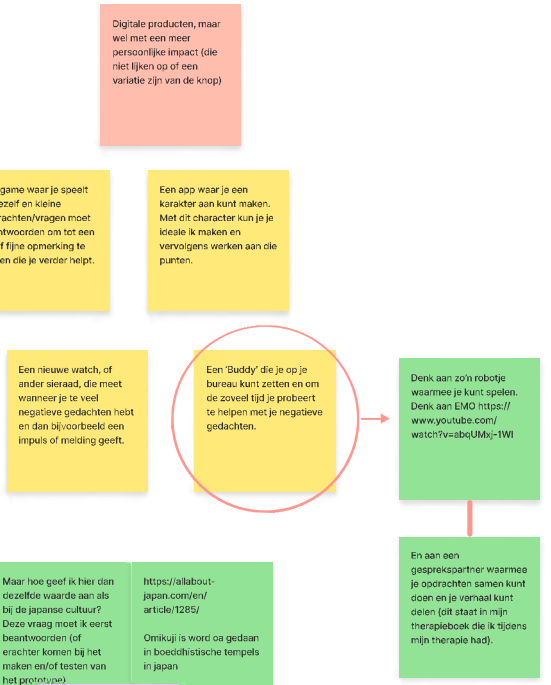 Digitale producten, maar
wel met een meer
persoonlijke impact (die
niet lijken op of een
variatie zijn van de knop)
game waar je speelt
ezelf en kleine
rachten/vragen moet
ntwoorden om tot een
f fijne opmerking te
en die je verder helpt.
Een app waar je een
karakter aan kunt maken.
Met dit character kun je je
ideale ik maken en
vervolgens werken aan die
punten.
Een nieuwe watch, of
ander sieraad, die meet
wanneer je te veel
negatieve gedachten hebt
en dan bijvoorbeeld een
impuls of melding geeft.
Een 'Buddy' die je op je
bureau kunt zetten en om
de zoveel tijd je probeert
te helpen met je negatieve
gedachten.
Denk aan zo'n robotje
waarmee je kunt spelen.
Denk aan EMO https://
www.youtube.com/
watch?v=abqUMxj-1WI
En aan een
gesprekspartner waarmee
je opdrachten samen kunt
doen en je verhaal kunt
delen (dit staat in mijn
therapieboek die ik tijdens
mijn therapie had).
Maar hoe geef ik hier dan
dezelfde waarde aan als
bij de japanse cultuur?
Deze vraag moet ik eerst
beantwoorden (of
erachter komen bij het
maken en/of testen van
het prototype)
https://allabout-
japan.com/en/
article/1285/
Omikuji is word oa gedaan
in boeddhistische tempels
in japan